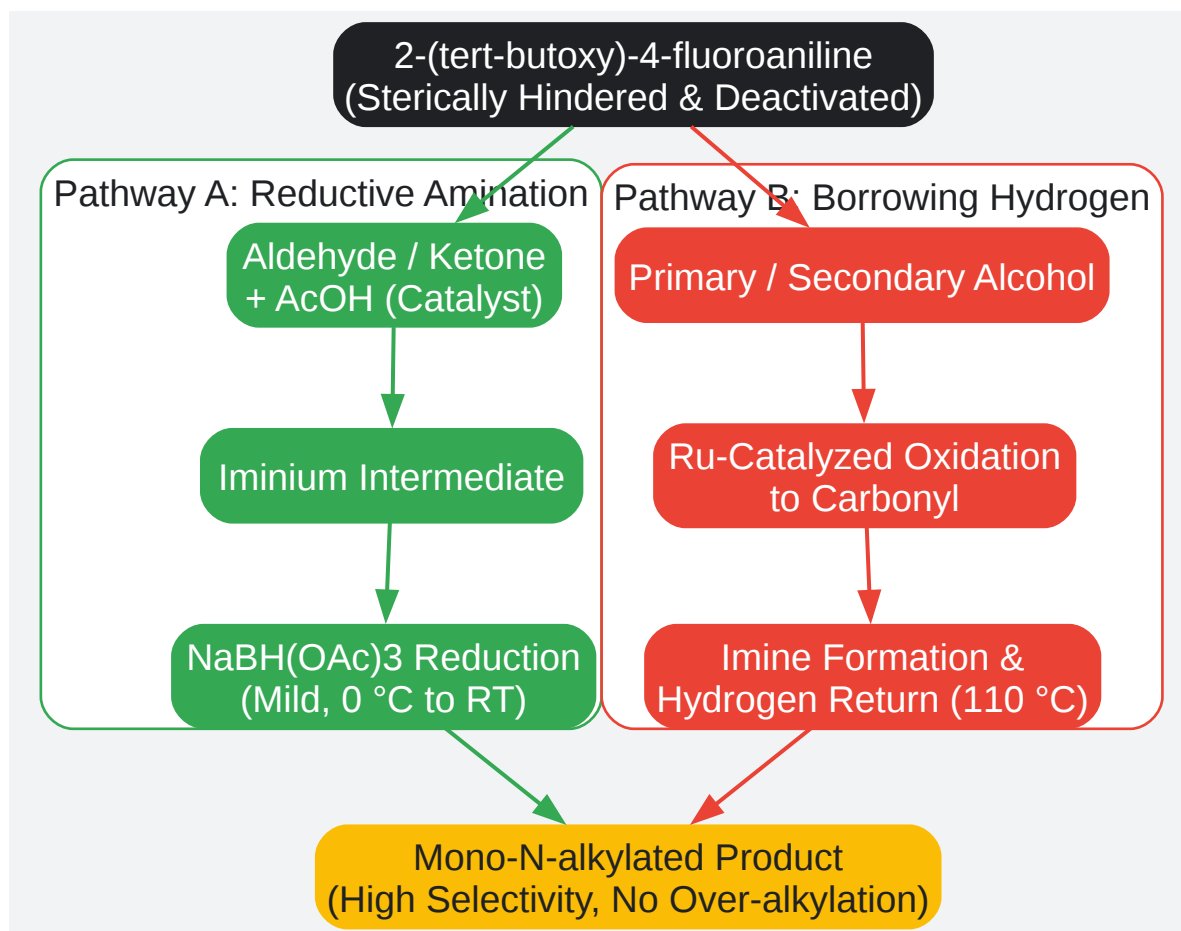 2-(tert-butoxy)-4-fluoroaniline
(Sterically Hindered & Deactivated)
Pathway A: Reductive Amination
Aldehyde / Ketone
+ AcOH (Catalyst)
Iminium Intermediate
NaBH(OAc)3 Reduction
(Mild, 0 °C to RT)
Pathway B: Borrowing Hydrogen
Primary / Secondary Alcohol
Ru-Catalyzed Oxidation
to Carbonyl
Imine Formation &
Hydrogen Return (110 °C)
Mono-N-alkylated Product
(High Selectivity, No Over-alkylation)